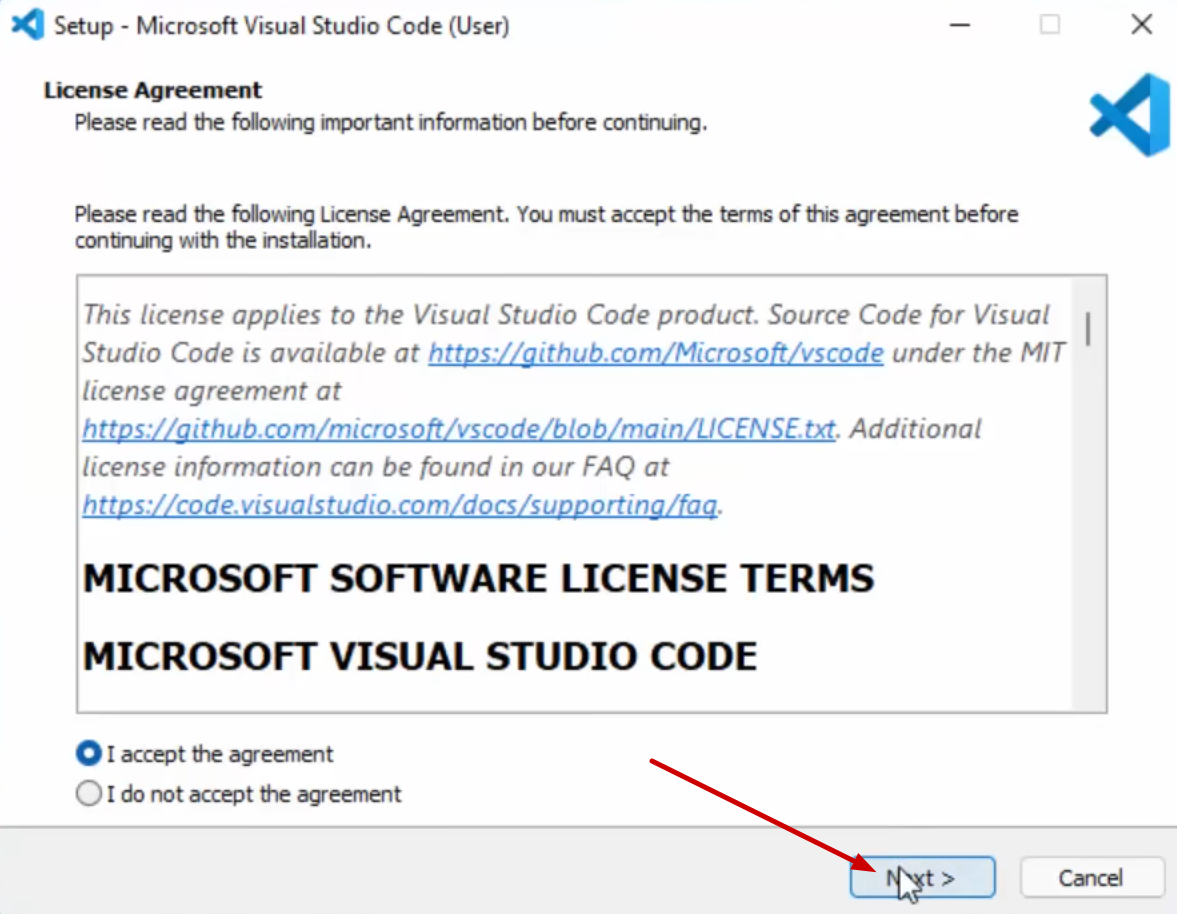 Setup - Microsoft Visual Studio Code (User)
License Agreement
Please read the following important information before continuing.
Please read the following License Agreement. You must accept the terms of this agreement before
continuing with the installation.
This license applies to the Visual Studio Code product. Source Code for Visual
Studio Code is available at https://github.com/Microsoft/vscode under the MIT
license agreement at
https://github.com/microsoft/vscode/blob/main/LICENSE.txt. Additional
license information can be found in our FAQ at
https://code.visualstudio.com/docs/supporting/faq.
MICROSOFT SOFTWARE LICENSE TERMS
MICROSOFT VISUAL STUDIO CODE
I accept the agreement
I do not accept the agreement
Next >
Cancel